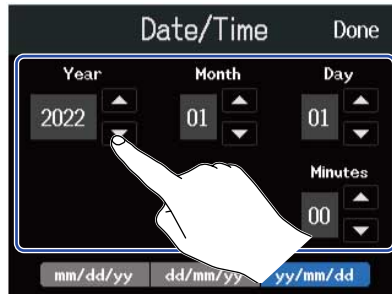 Date/Time Done
Year Month Day
2022 01 01
Minutes
00
mm/dd/yy dd/mm/yy yy/mm/dd